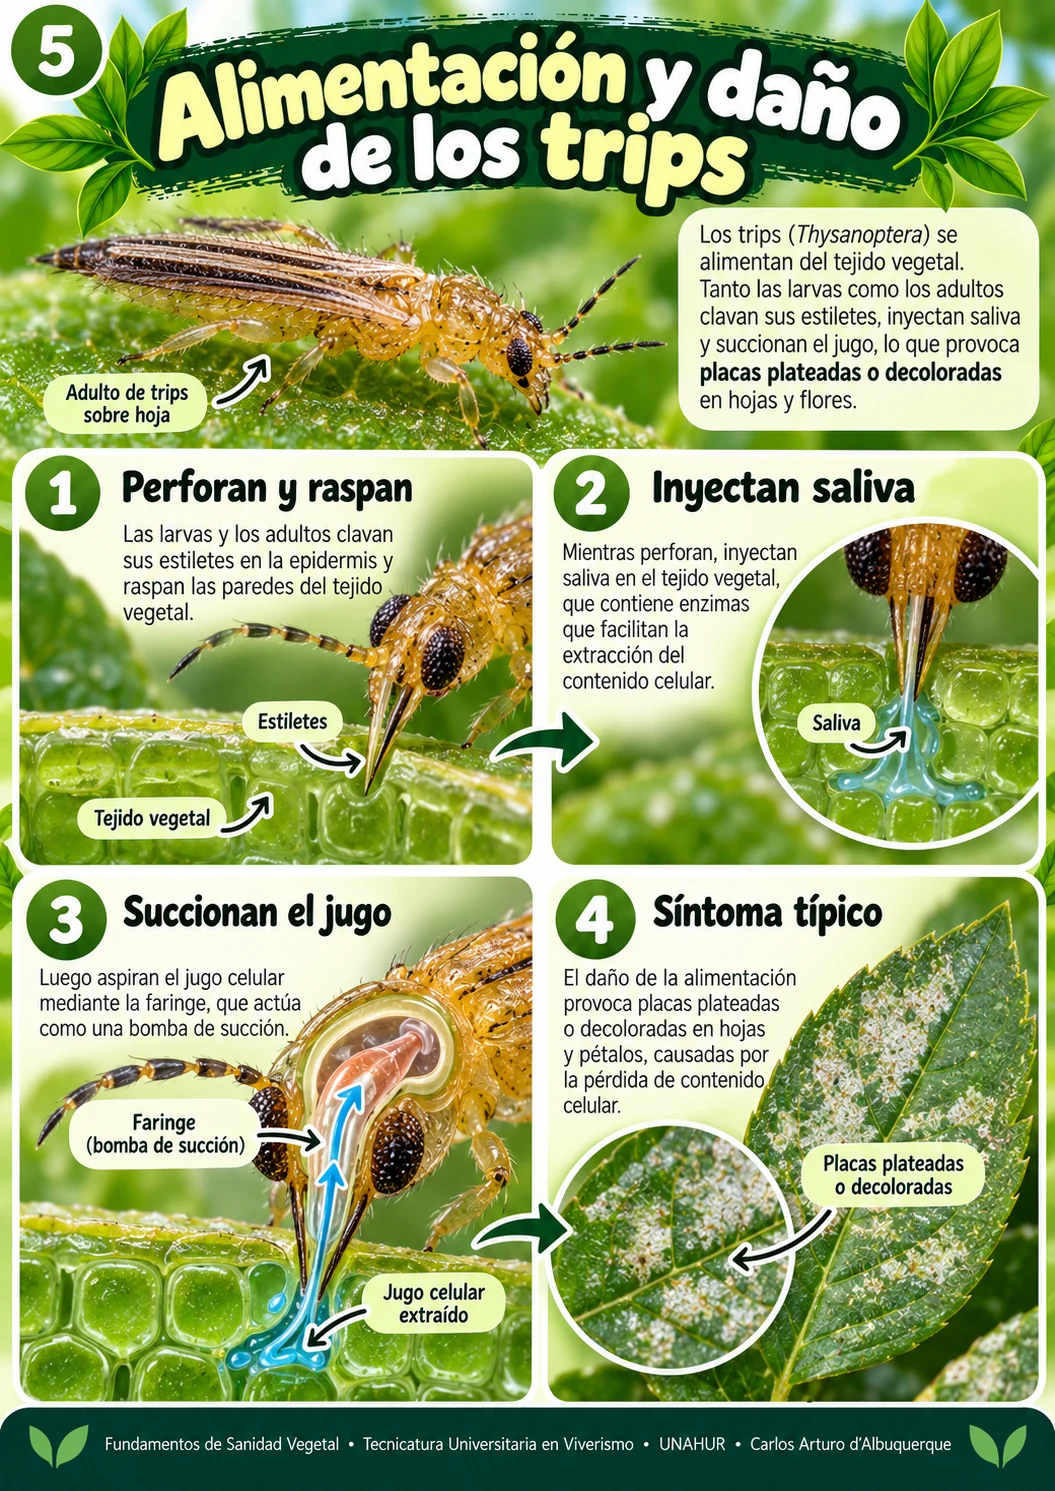 5
Alimentación y daño
de los trips
Los trips (Thysanoptera) se
alimentan del tejido vegetal.
Tanto las larvas como los adultos
clavan sus estiletes, inyectan saliva
y succionan el jugo, lo que provoca
placas plateadas o decoloradas
en hojas y flores.
Adulto de trips
sobre hoja
1
Perforan y raspan
Las larvas y los adultos clavan
sus estiletes en la epidermis y
raspan las paredes del tejido
vegetal.
Estiletes
Tejido vegetal
2
Inyectan saliva
Mientras perforan, inyectan
saliva en el tejido vegetal,
que contiene enzimas
que facilitan la
extracción del
contenido celular.
Saliva
3
Succionan el jugo
Luego aspiran el jugo celular
mediante la faringe, que actúa
como una bomba de succión.
Faringe
(bomba de succión)
Jugo celular
extraído
4
Síntoma típico
El daño de la alimentación
provoca placas plateadas
o decoloradas en hojas
y pétalos, causadas por
la pérdida de contenido
celular.
Placas plateadas
o decoloradas
Fundamentos de Sanidad Vegetal • Tecnicatura Universitaria en Viverismo • UNAHUR • Carlos Arturo d'Albuquerque